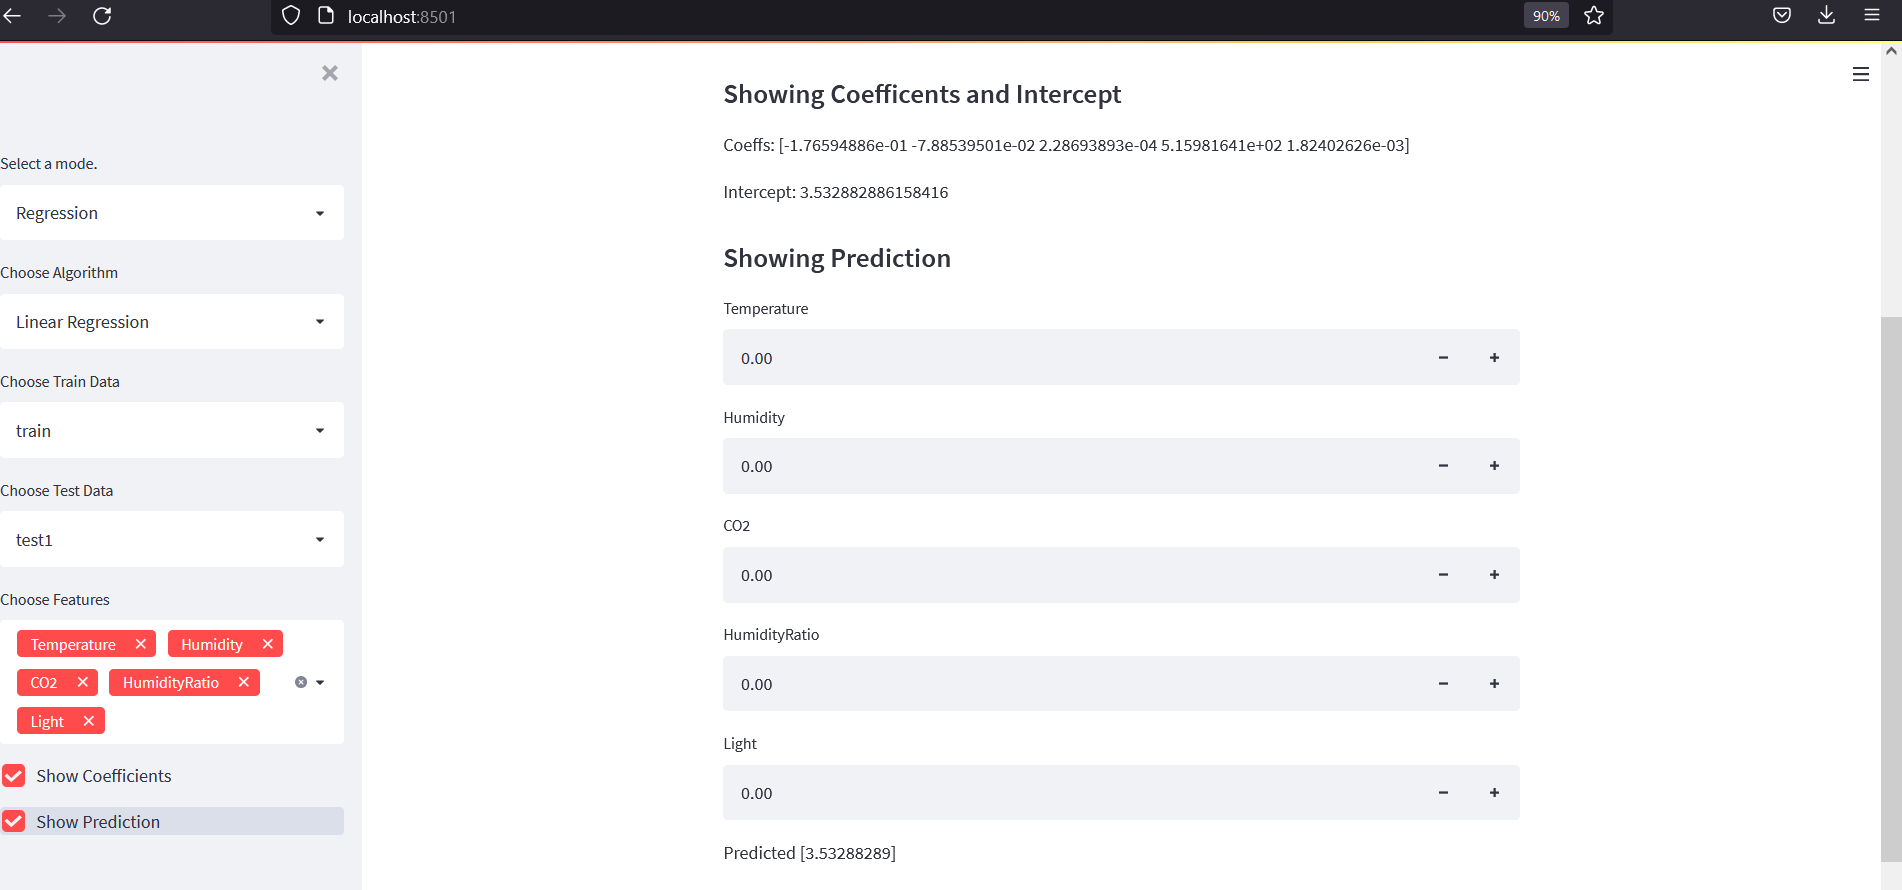 localhost:8501
90%
Select a mode.
Regression
Choose Algorithm
Linear Regression
Choose Train Data
train
Choose Test Data
test1
Choose Features
Temperature
Humidity
CO2
HumidityRatio
Light
Show Coefficients
Show Prediction
Showing Coefficents and Intercept
Coeffs: [-1.76594886e-01 -7.88539501e-02 2.28693893e-04 5.15981641e+02 1.82402626e-03]
Intercept: 3.532882886158416
Showing Prediction
Temperature
0.00
Humidity
0.00
CO2
0.00
HumidityRatio
0.00
Light
0.00
Predicted [3.53288289]